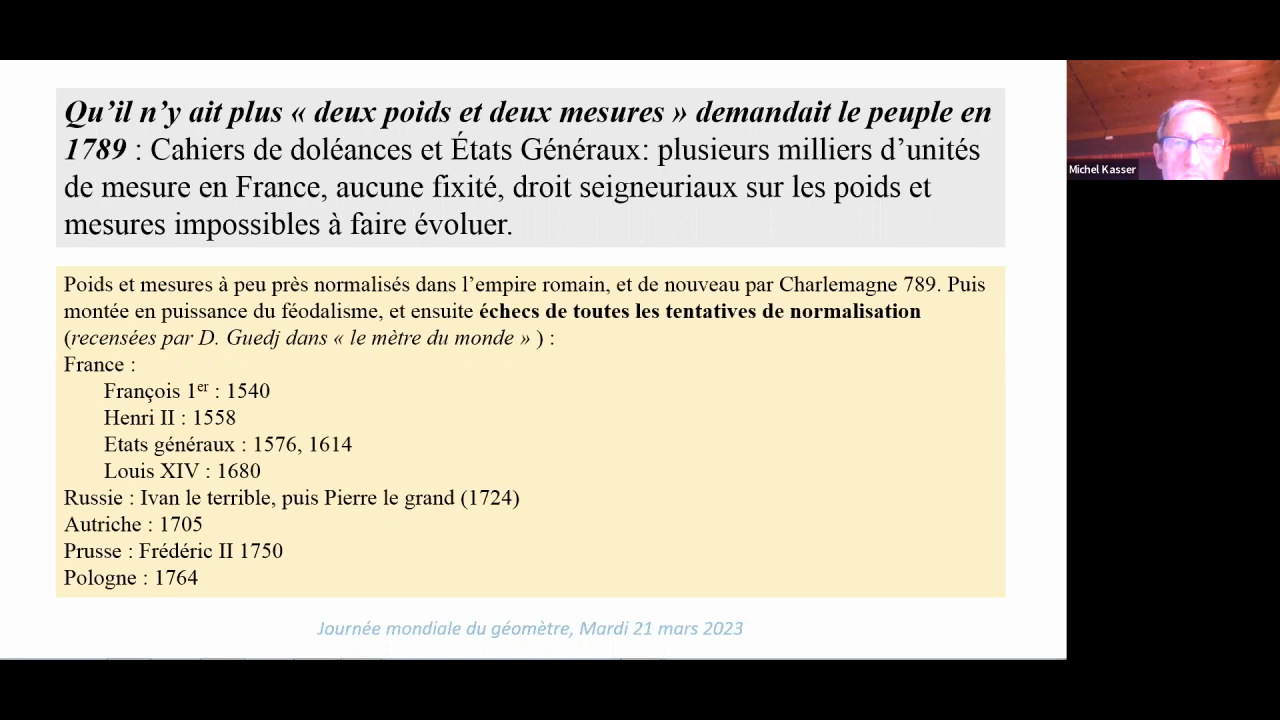 Qu'il n'y ait plus « deux poids et deux mesures » demandait le peuple en
1789 : Cahiers de doléances et États Généraux: plusieurs milliers d'unités
de mesure en France, aucune fixité, droit seigneuriaux sur les poids et
mesures impossibles à faire évoluer.
Poids et mesures à peu près normalisés dans l'empire romain, et de nouveau par Charlemagne 789. Puis
montée en puissance du féodalisme, et ensuite échecs de toutes les tentatives de normalisation
(recensées par D. Guedj dans « le mètre du monde » ) :
France :
François 1er : 1540
Henri II : 1558
Etats généraux : 1576, 1614
Louis XIV : 1680
Russie : Ivan le terrible, puis Pierre le grand (1724)
Autriche : 1705
Prusse : Frédéric II 1750
Pologne : 1764
Journée mondiale du géomètre, Mardi 21 mars 2023
Michel Kasser